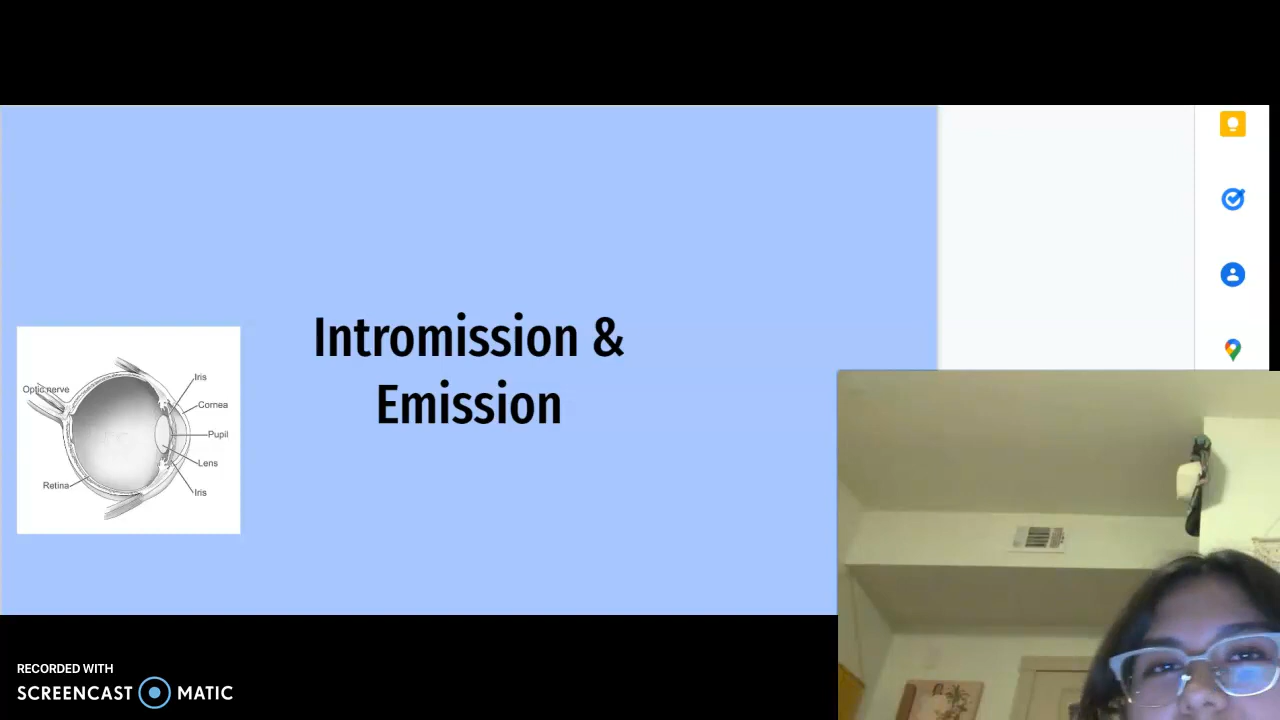 Intromission &
Emission
Optic nerve
Iris
Cornea
Pupil
Lens
Retina
Iris
RECORDED WITH
SCREENCAST MATIC